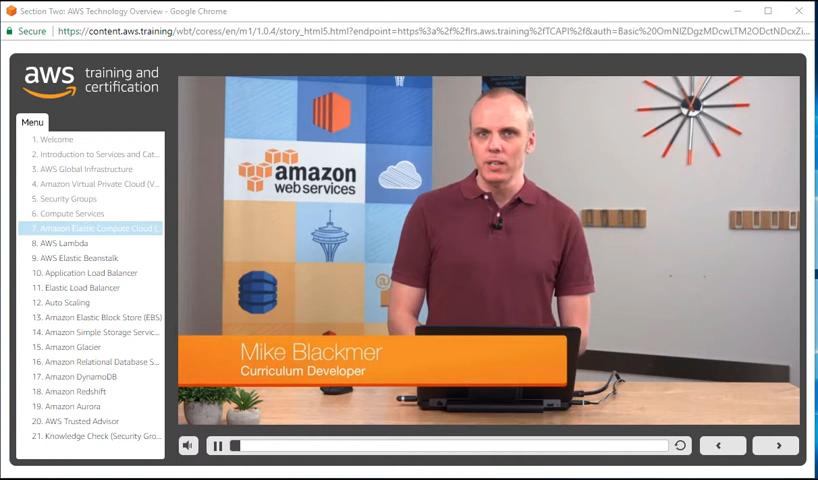 Section Two: AWS Technology Overview - Google Chrome
Secure
https://content.aws.training/wbt/coress/en/m1/1.0.4/story_html5.html?endpoint=https%3a%2f%2flrs.aws.training%2fTCAPI%2f&auth=Basic%20OmNlZDgzMDcwLTM2ODctNDcxZi...
aws training and
certification
Menu
1. Welcome
2. Introduction to Services and Cat...
3. AWS Global Infrastructure
4. Amazon Virtual Private Cloud (V...
5. Security Groups
6. Compute Services
7. Amazon Elastic Compute Cloud (...
8. AWS Lambda
9. AWS Elastic Beanstalk
10. Application Load Balancer
11. Elastic Load Balancer
12. Auto Scaling
13. Amazon Elastic Block Store (EBS)
14. Amazon Simple Storage Servic...
15. Amazon Glacier
16. Amazon Relational Database S...
17. Amazon DynamoDB
18. Amazon Redshift
19. Amazon Aurora
20. AWS Trusted Advisor
21. Knowledge Check (Security Gro...
amazon
web services
Mike Blackmer
Curriculum Developer